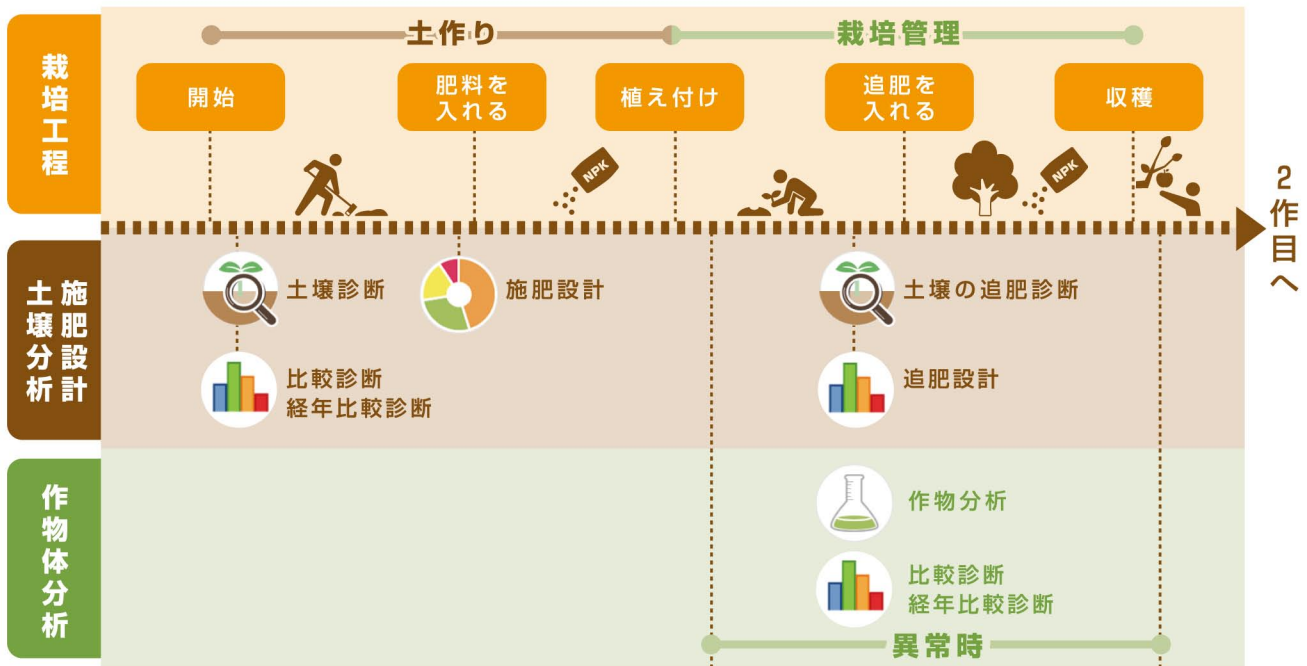 土作り
栽培管理
栽培工程
開始
肥料を
入れる
植え付け
追肥を
入れる
収穫
NPK
NPK
2作目へ
施肥設計
土壌分析
土壌診断
施肥設計
土壌の追肥診断
比較診断
経年比較診断
追肥設計
作物体分析
作物分析
比較診断
経年比較診断
異常時